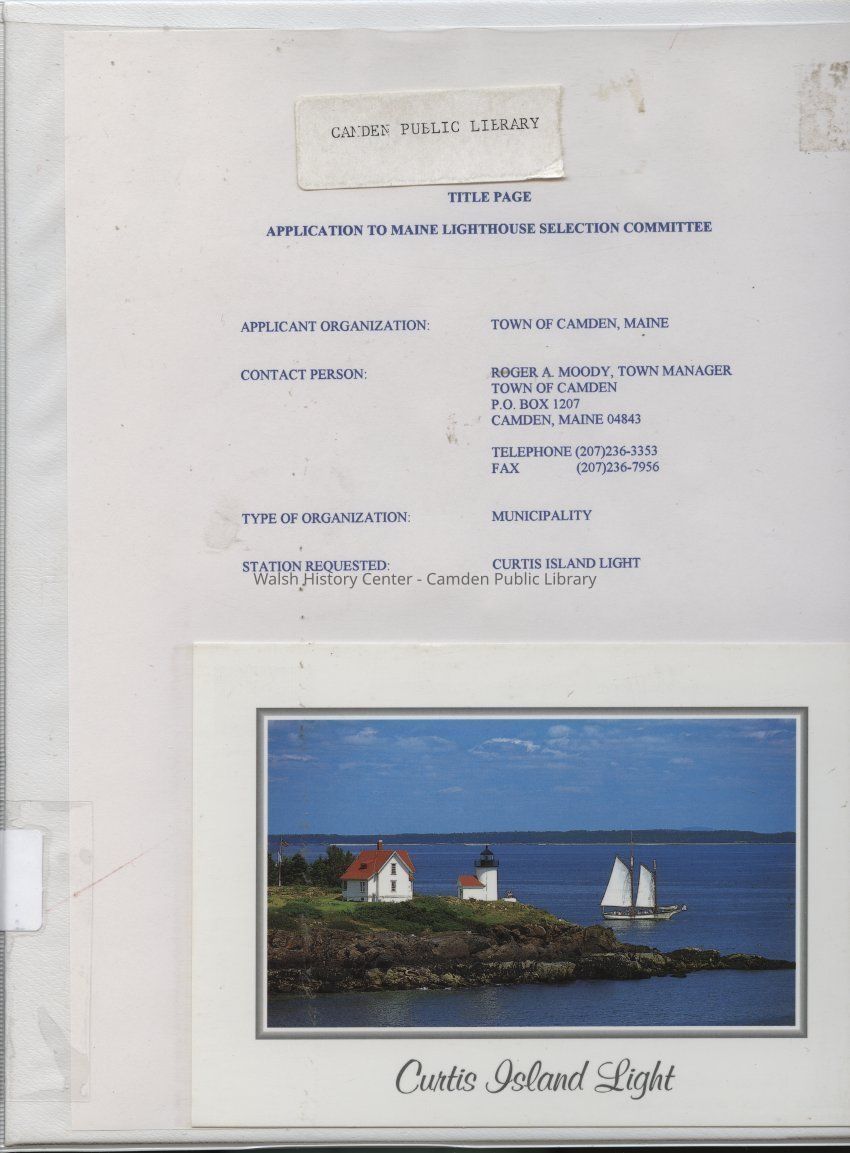 CAMDEN PUBLIC LIBRARY
TITLE PAGE
APPLICATION TO MAINE LIGHTHOUSE SELECTION COMMITTEE
APPLICANT ORGANIZATION: TOWN OF CAMDEN, MAINE
CONTACT PERSON: ROGER A. MOODY, TOWN MANAGER
TOWN OF CAMDEN
P.O. BOX 1207
CAMDEN, MAINE 04843
TELEPHONE (207)236-3353
FAX (207)236-7956
TYPE OF ORGANIZATION: MUNICIPALITY
STATION REQUESTED: CURTIS ISLAND LIGHT
Walsh History Center - Camden Public Library
Curtis Island Light